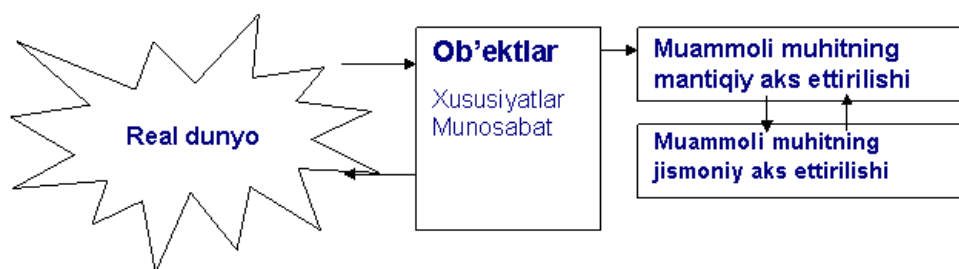 Real dunyo
Ob’ektlar
Xususiyatlar
Munosabat
Muammoli muhitning
mantiqiy aks ettirilishi
Muammoli muhitning
jismoniy aks ettirilishi